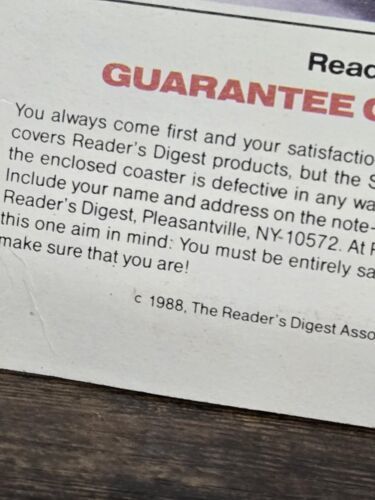 Read
GUARANTEE
You always come first and your satisfactio
covers Reader's Digest products, but the S
the enclosed coaster is defective in any wa
Include your name and address on the note-
Reader's Digest, Pleasantville, NY 10572. At R
this one aim in mind: You must be entirely sa
make sure that you are!
c 1988, The Reader's Digest Asso